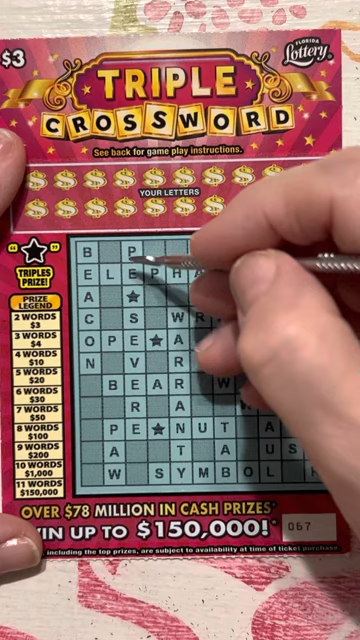 $3
FLORIDA
Lottery
TRIPLE
CROSSWORD
See back for game play instructions.
YOUR LETTERS
TRIPLES
PRIZE!
PRIZE
LEGEND
2 WORDS
$3
3 WORDS
$4
4 WORDS
$10
5 WORDS
$20
6 WORDS
$30
7 WORDS
$50
8 WORDS
$100
9 WORDS
$200
10 WORDS
$1,000
11 WORDS
$150,000
B P
E L E P H A
A
C S W R
O P E A
N V R
B E A R R W
R A
P E N U T A
A T A U S
W S Y M B O L
OVER $78 MILLION IN CASH PRIZES*
WIN UP TO $150,000!*
067
including the top prizes, are subject to availability at time of ticket purchase